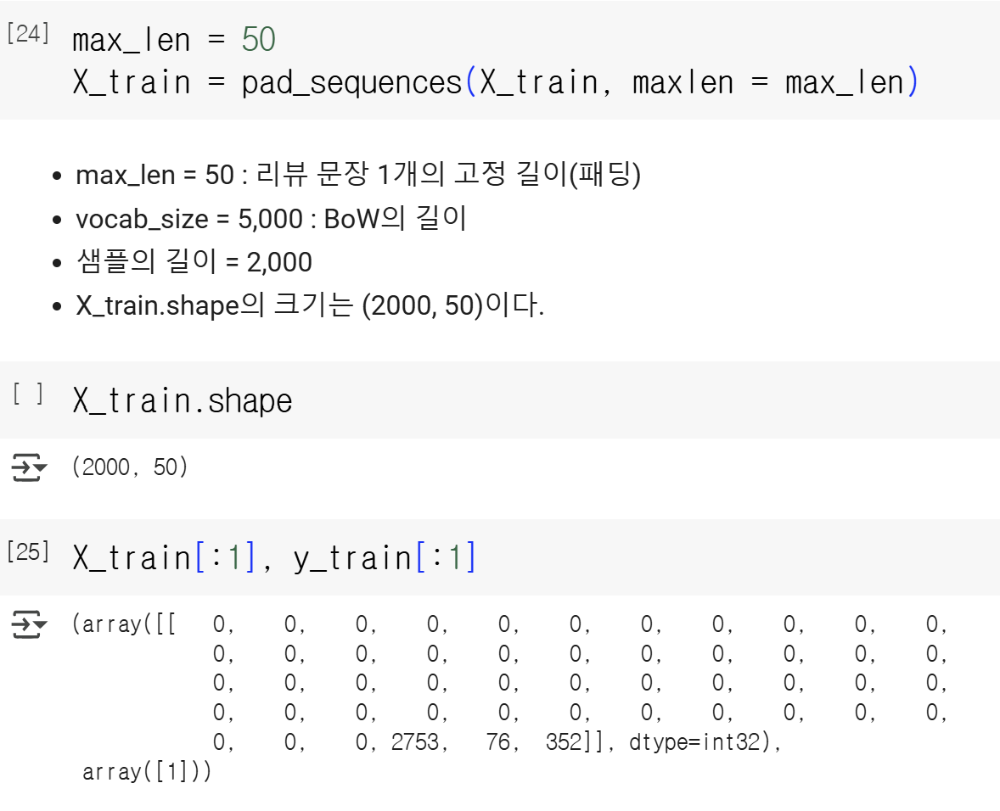 [24] max_len = 50
X_train = pad_sequences(X_train, maxlen = max_len)
• max_len = 50 : 리뷰 문장 1개의 고정 길이(패딩)
• vocab_size = 5,000 : BoW의 길이
• 샘플의 길이 = 2,000
• X_train.shape의 크기는 (2000, 50)이다.
[ ] X_train.shape
(2000, 50)
[25] X_train[:1], y_train[:1]
(array([[   0,    0,    0,    0,    0,    0,    0,    0,    0,    0,    0,
0,    0,    0,    0,    0,    0,    0,    0,    0,    0,    0,
0,    0,    0,    0,    0,    0,    0,    0,    0,    0,    0,
0,    0,    0,    0,    0,    0,    0,    0,    0,    0,    0,
0,    0,    0, 2753,   76,  352]], dtype=int32),
array([1]))